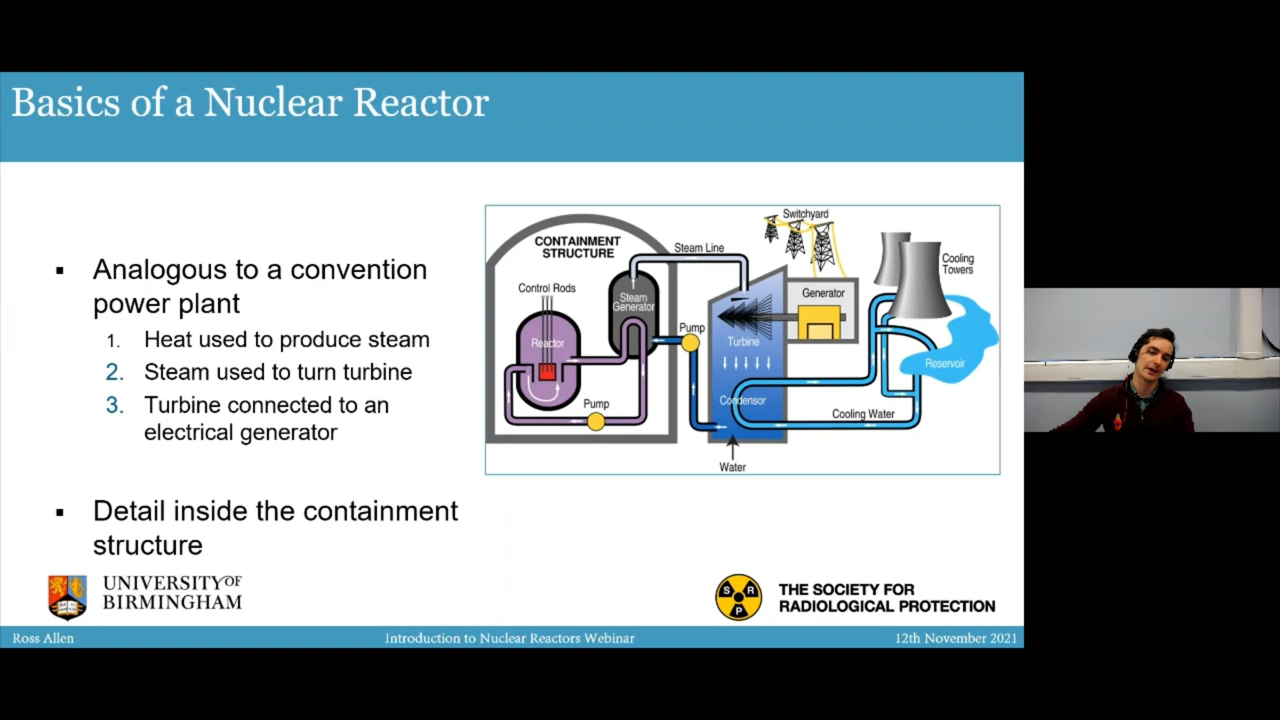 Basics of a Nuclear Reactor
▪ Analogous to a convention
power plant
1. Heat used to produce steam
2. Steam used to turn turbine
3. Turbine connected to an
electrical generator
▪ Detail inside the containment
structure
CONTAINMENT
STRUCTURE
Control Rods
Reactor
Steam
Generator
Pump
Steam Line
Pump
Switchyard
Generator
Turbine
Condensor
Water
Cooling
Towers
Reservoir
Cooling Water
UNIVERSITY OF
BIRMINGHAM
S R
P
THE SOCIETY FOR
RADIOLOGICAL PROTECTION
Ross Allen
Introduction to Nuclear Reactors Webinar
12th November 2021